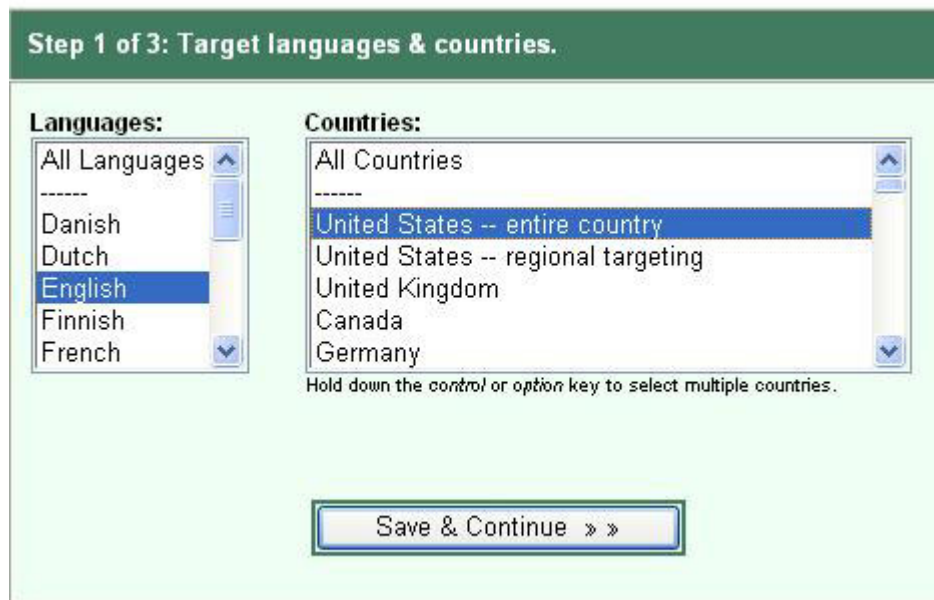 Step 1 of 3: Target languages & countries.
Languages:
All Languages
------
Danish
Dutch
English
Finnish
French
Countries:
All Countries
------
United States -- entire country
United States -- regional targeting
United Kingdom
Canada
Germany
Hold down the control or option key to select multiple countries.
Save & Continue » »